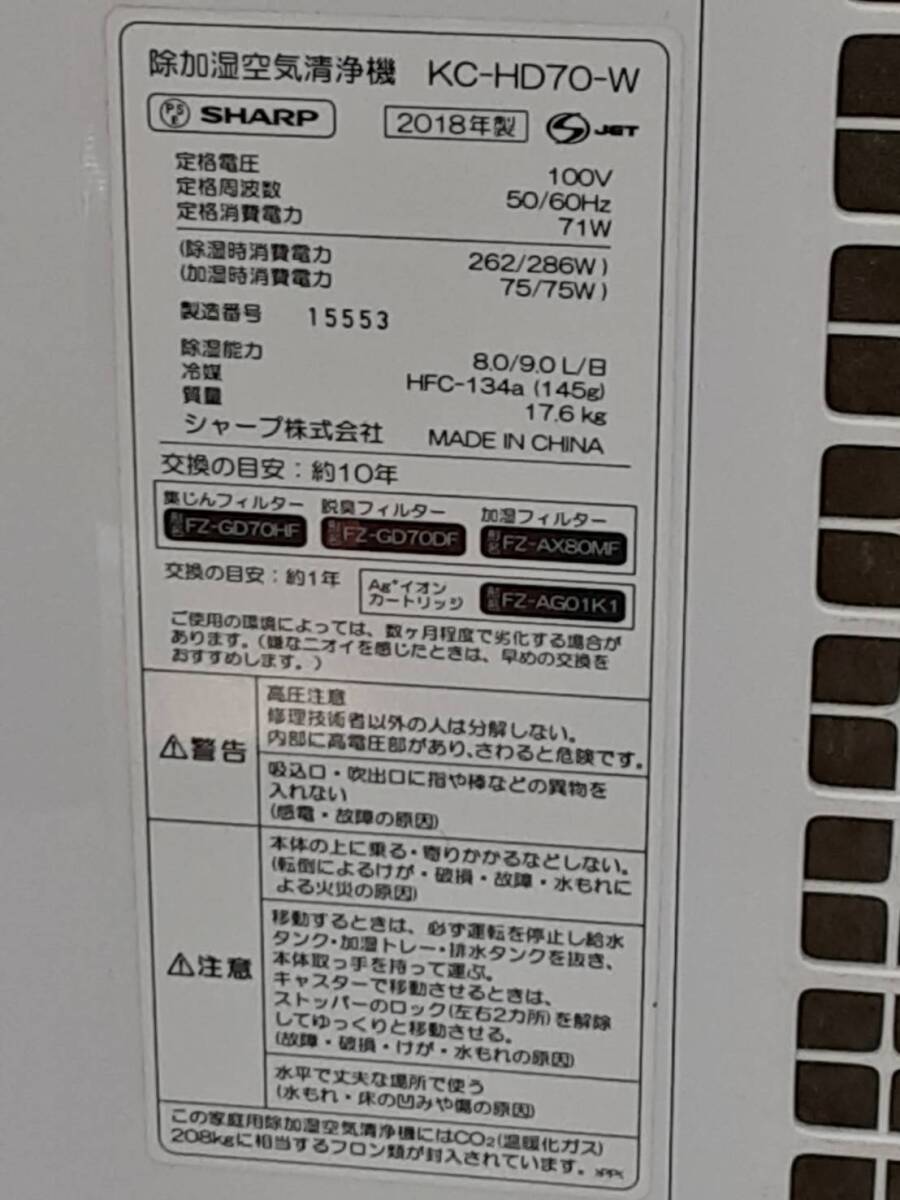 除加湿空気清浄機 KC-HD70-W
PS E SHARP 2018年製 JET
定格電圧 100V
定格周波数 50/60Hz
定格消費電力 71W
(除湿時消費電力 262/286W)
(加湿時消費電力 75/75W)
製造番号 15553
除湿能力 8.0/9.0 L/日
冷媒 HFC-134a (145g)
質量 17.6 kg
シャープ株式会社 MADE IN CHINA
交換の目安：約10年
集じんフィルター 脱臭フィルター 加湿フィルター
形名 FZ-GD70HF 形名 FZ-GD70DF 形名 FZ-AX80MF
交換の目安：約1年 Ag⁺イオン
カートリッジ 形名 FZ-AG01K1
ご使用の環境によっては、数ヶ月程度で劣化する場合が
あります。(嫌なニオイを感じたときは、早めの交換を
おすすめします。)
⚠警告
高圧注意
修理技術者以外の人は分解しない。
内部に高電圧部があり、さわると危険です。
吸込口・吹出口に指や棒などの異物を
入れない
(感電・故障の原因)
⚠注意
本体の上に乗る・寄りかかるなどしない。
(転倒によるけが・破損・故障・水もれに
よる火災の原因)
移動するときは、必ず運転を停止し給水
タンク・加湿トレー・排水タンクを抜き、
本体取っ手を持って運ぶ。
キャスターで移動させるときは、
ストッパーのロック(左右2カ所)を解除
してゆっくりと移動させる。
(故障・破損・けが・水もれの原因)
水平で丈夫な場所で使う
(水もれ・床の凹みや傷の原因)
この家庭用除加湿空気清浄機にはCO₂(温暖化ガス)
208kgに相当するフロン類が封入されています。 >PP<